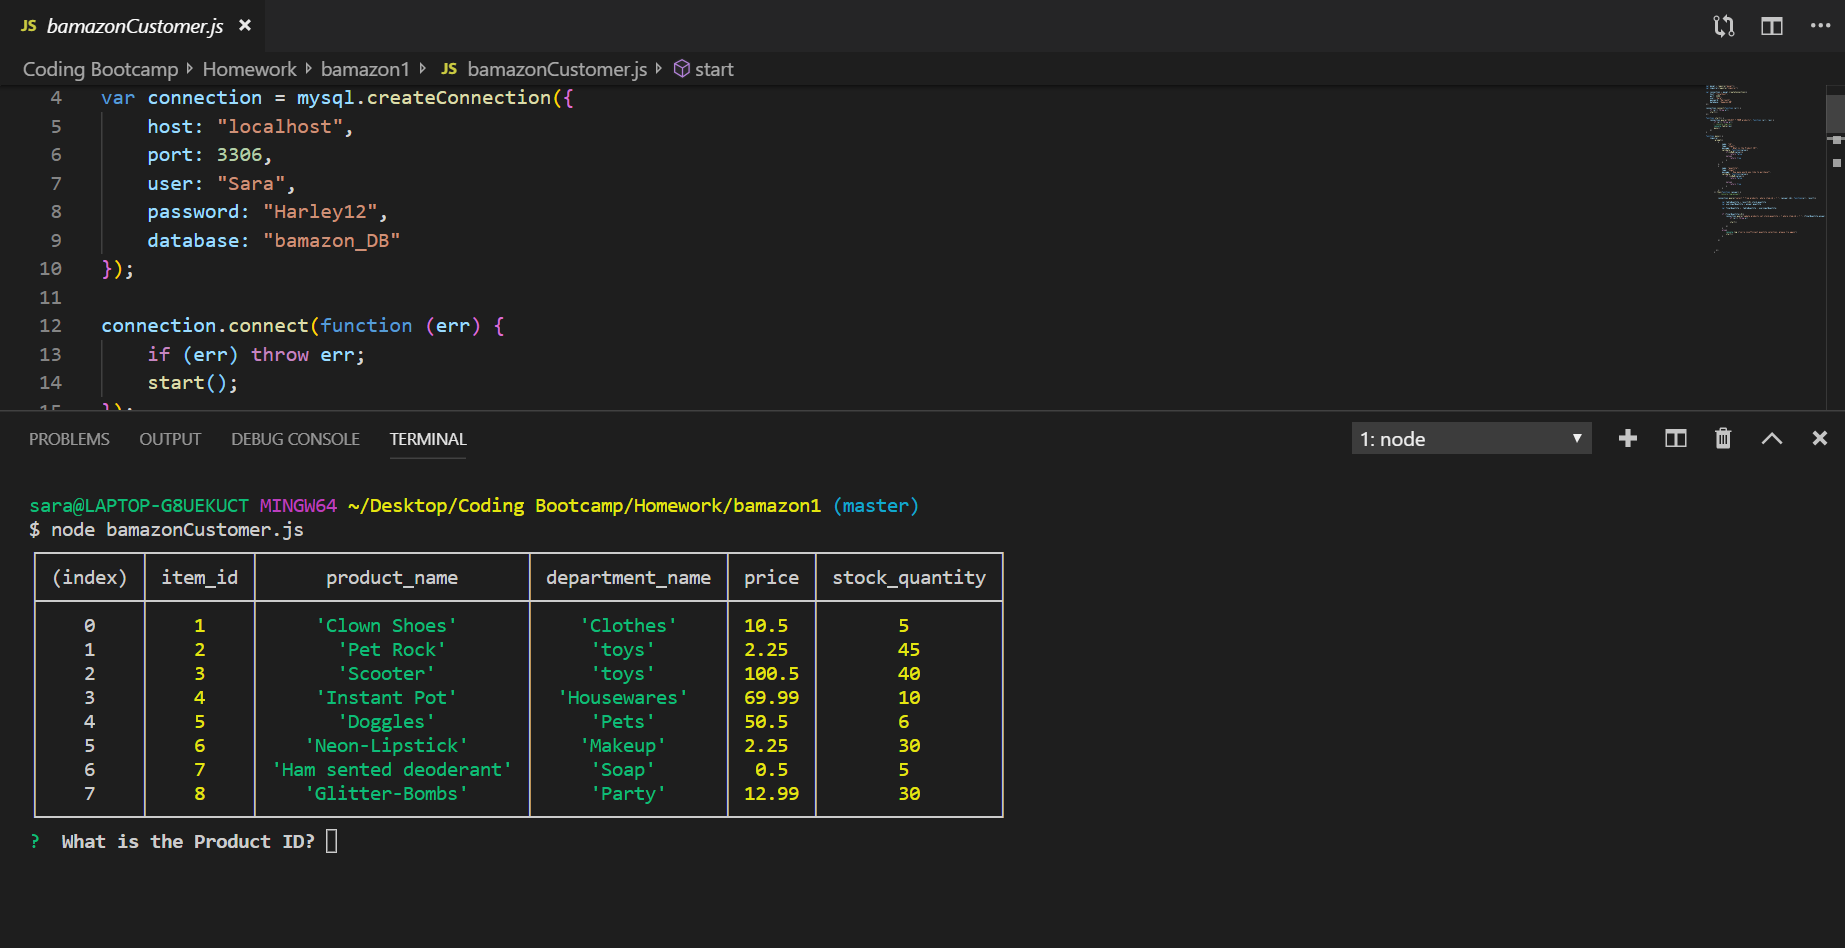 JS bamazonCustomer.js ×
Coding Bootcamp Homework bamazon1 JS bamazonCustomer.js start
4 var connection = mysql.createConnection({
5 host: "localhost",
6 port: 3306,
7 user: "Sara",
8 password: "Harley12",
9 database: "bamazon_DB"
10 });
11
12 connection.connect(function (err) {
13 if (err) throw err;
14 start();
15 });
PROBLEMS OUTPUT DEBUG CONSOLE TERMINAL 1: node
sara@LAPTOP-G8UEKUCT MINGW64 ~/Desktop/Coding Bootcamp/Homework/bamazon1 (master)
$ node bamazonCustomer.js
(index) item_id product_name department_name price stock_quantity
0 1 'Clown Shoes' 'Clothes' 10.5 5
1 2 'Pet Rock' 'toys' 2.25 45
2 3 'Scooter' 'toys' 100.5 40
3 4 'Instant Pot' 'Housewares' 69.99 10
4 5 'Doggles' 'Pets' 50.5 6
5 6 'Neon-Lipstick' 'Makeup' 2.25 30
6 7 'Ham sented deoderant' 'Soap' 0.5 5
7 8 'Glitter-Bombs' 'Party' 12.99 30
? What is the Product ID?